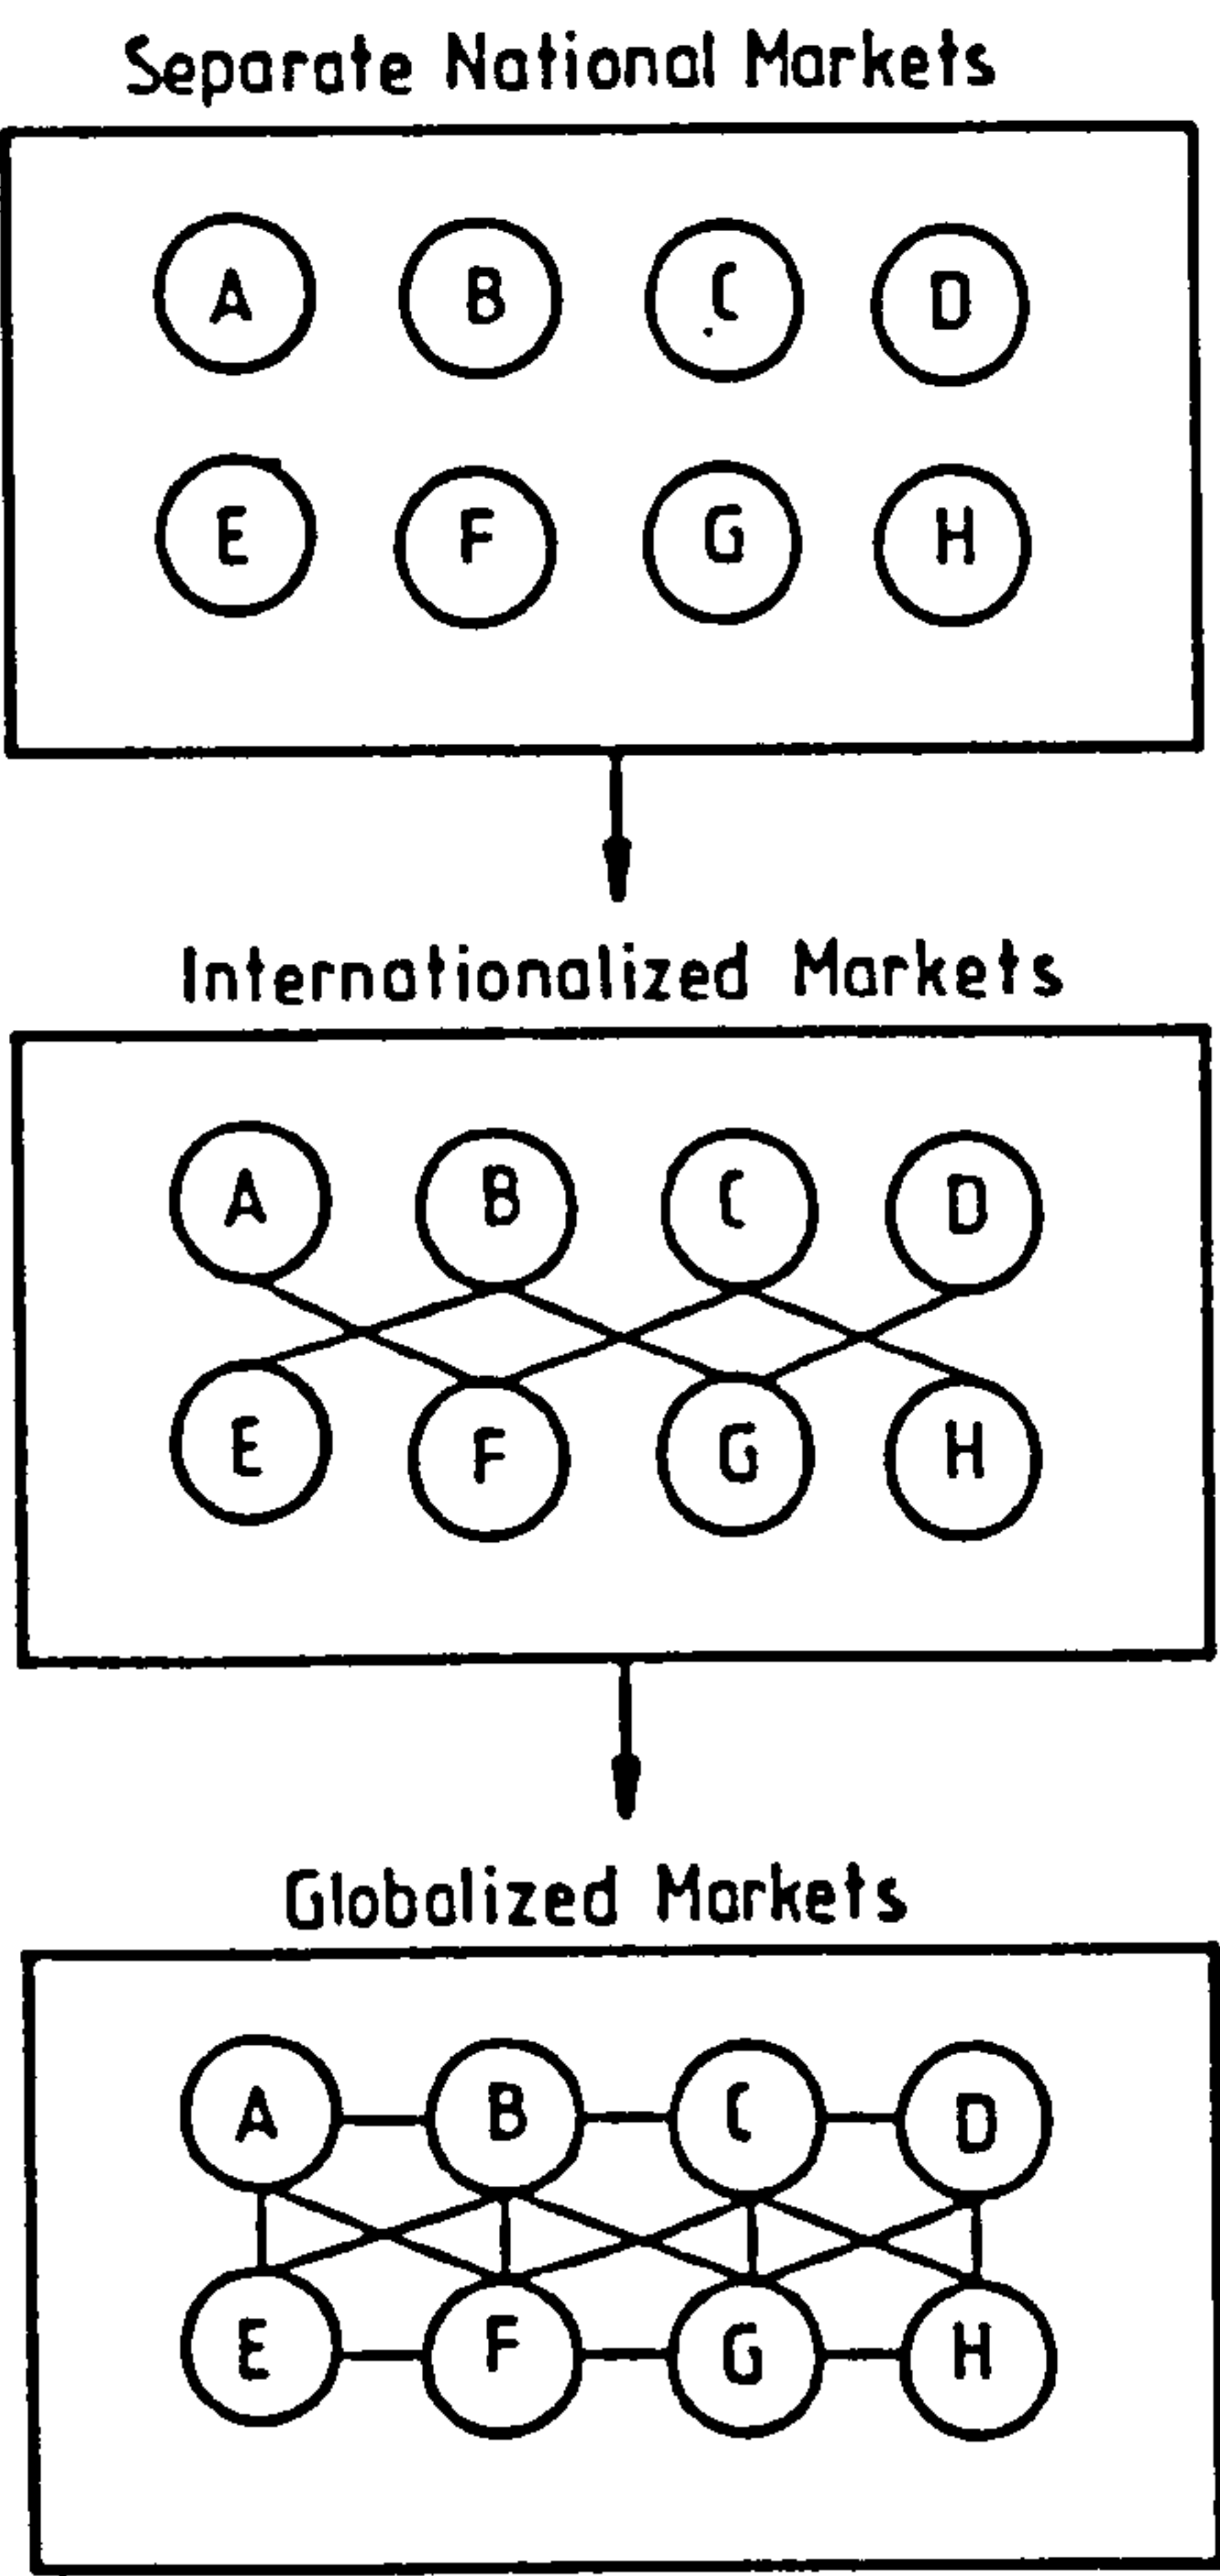 Separate National Markets
A B C D
E F G H
Internationalized Markets
A B C D
E F G H
Globalized Markets
A B C D
E F G H